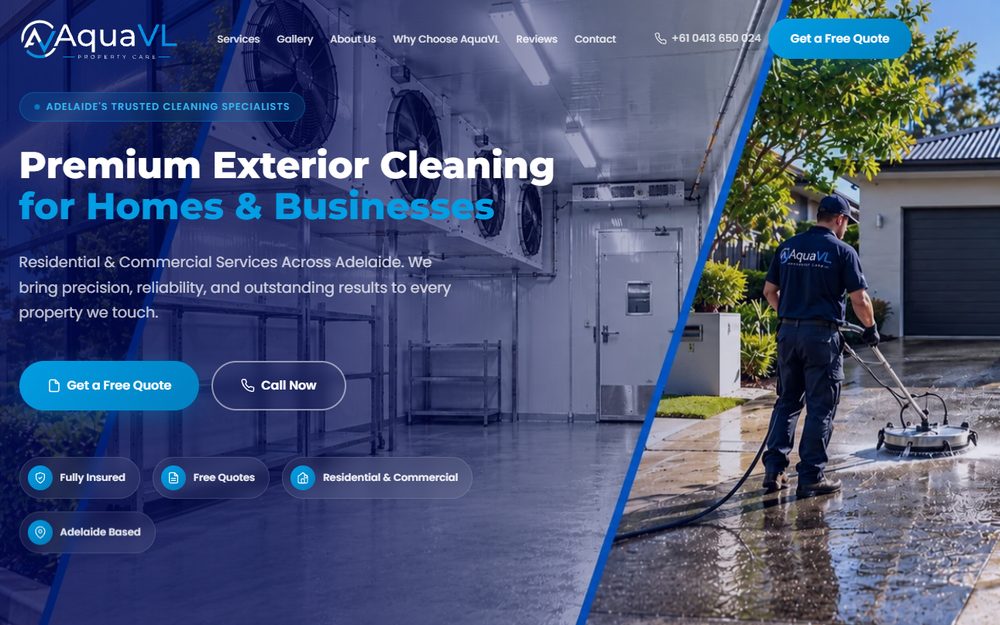 AquaVL
PROPERTY CARE
Services
Gallery
About Us
Why Choose AquaVL
Reviews
Contact
+61 0413 650 024
Get a Free Quote
ADELAIDE'S TRUSTED CLEANING SPECIALISTS
Premium Exterior Cleaning
for Homes & Businesses
Residential & Commercial Services Across Adelaide. We
bring precision, reliability, and outstanding results to every
property we touch.
Get a Free Quote
Call Now
Fully Insured
Free Quotes
Residential & Commercial
Adelaide Based
AquaVL